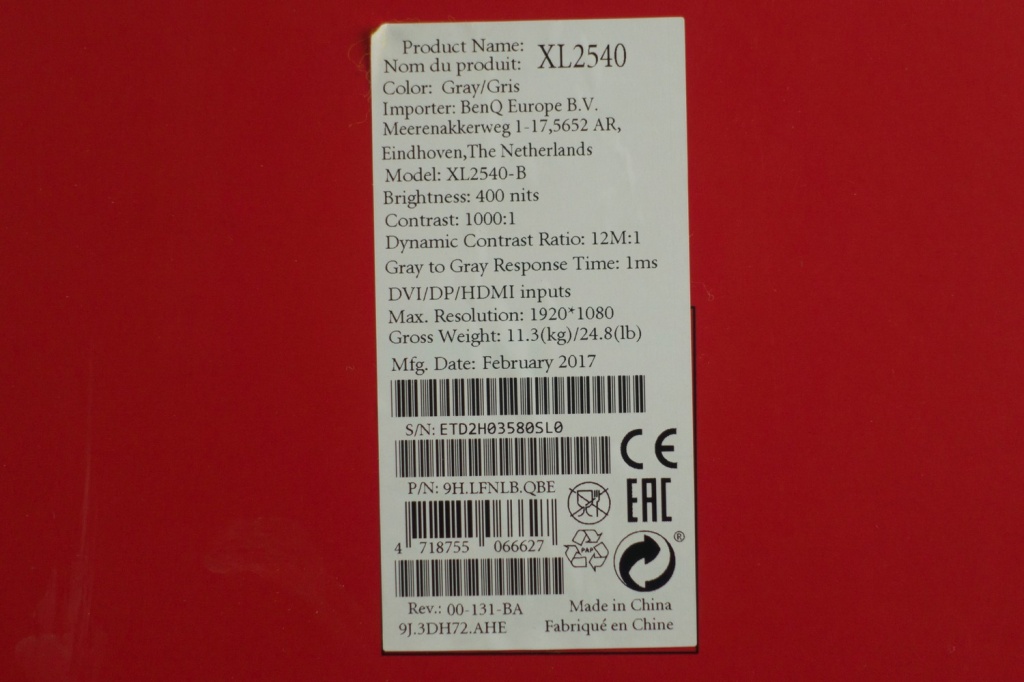 Product Name:
Nom du produit: XL2540
Color: Gray/Gris
Importer: BenQ Europe B.V.
Meerenakkerweg 1-17,5652 AR,
Eindhoven,The Netherlands
Model: XL2540-B
Brightness: 400 nits
Contrast: 1000:1
Dynamic Contrast Ratio: 12M:1
Gray to Gray Response Time: 1ms
DVI/DP/HDMI inputs
Max. Resolution: 1920*1080
Gross Weight: 11.3(kg)/24.8(lb)
Mfg. Date: February 2017
S/N: ETD2H03580SL0
CE
P/N: 9H.LFNLB.QBE
EAC
4 718755 066627
PAP
®
Rev.: 00-131-BA
Made in China
9J.3DH72.AHE
Fabriqué en Chine